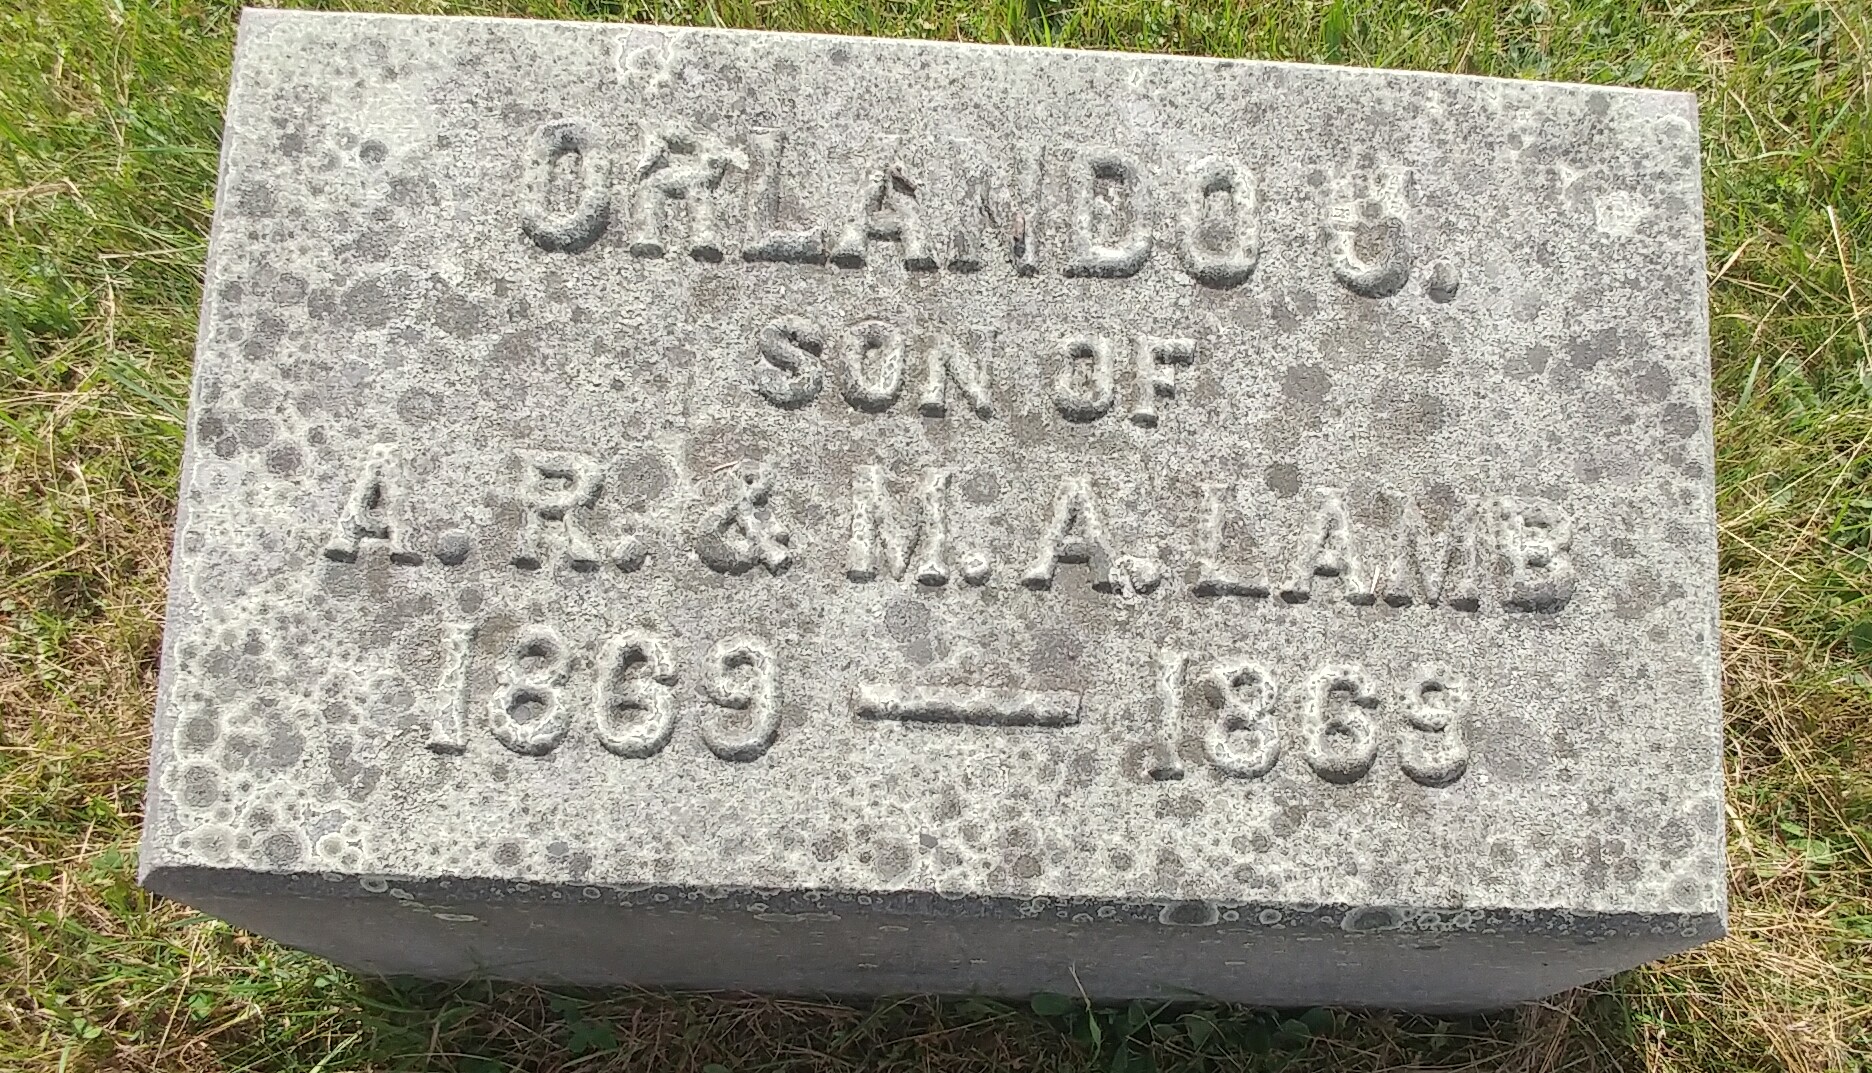 ORLANDO J.
SON OF
A. R. & M. A. LAMB
1869 — 1869